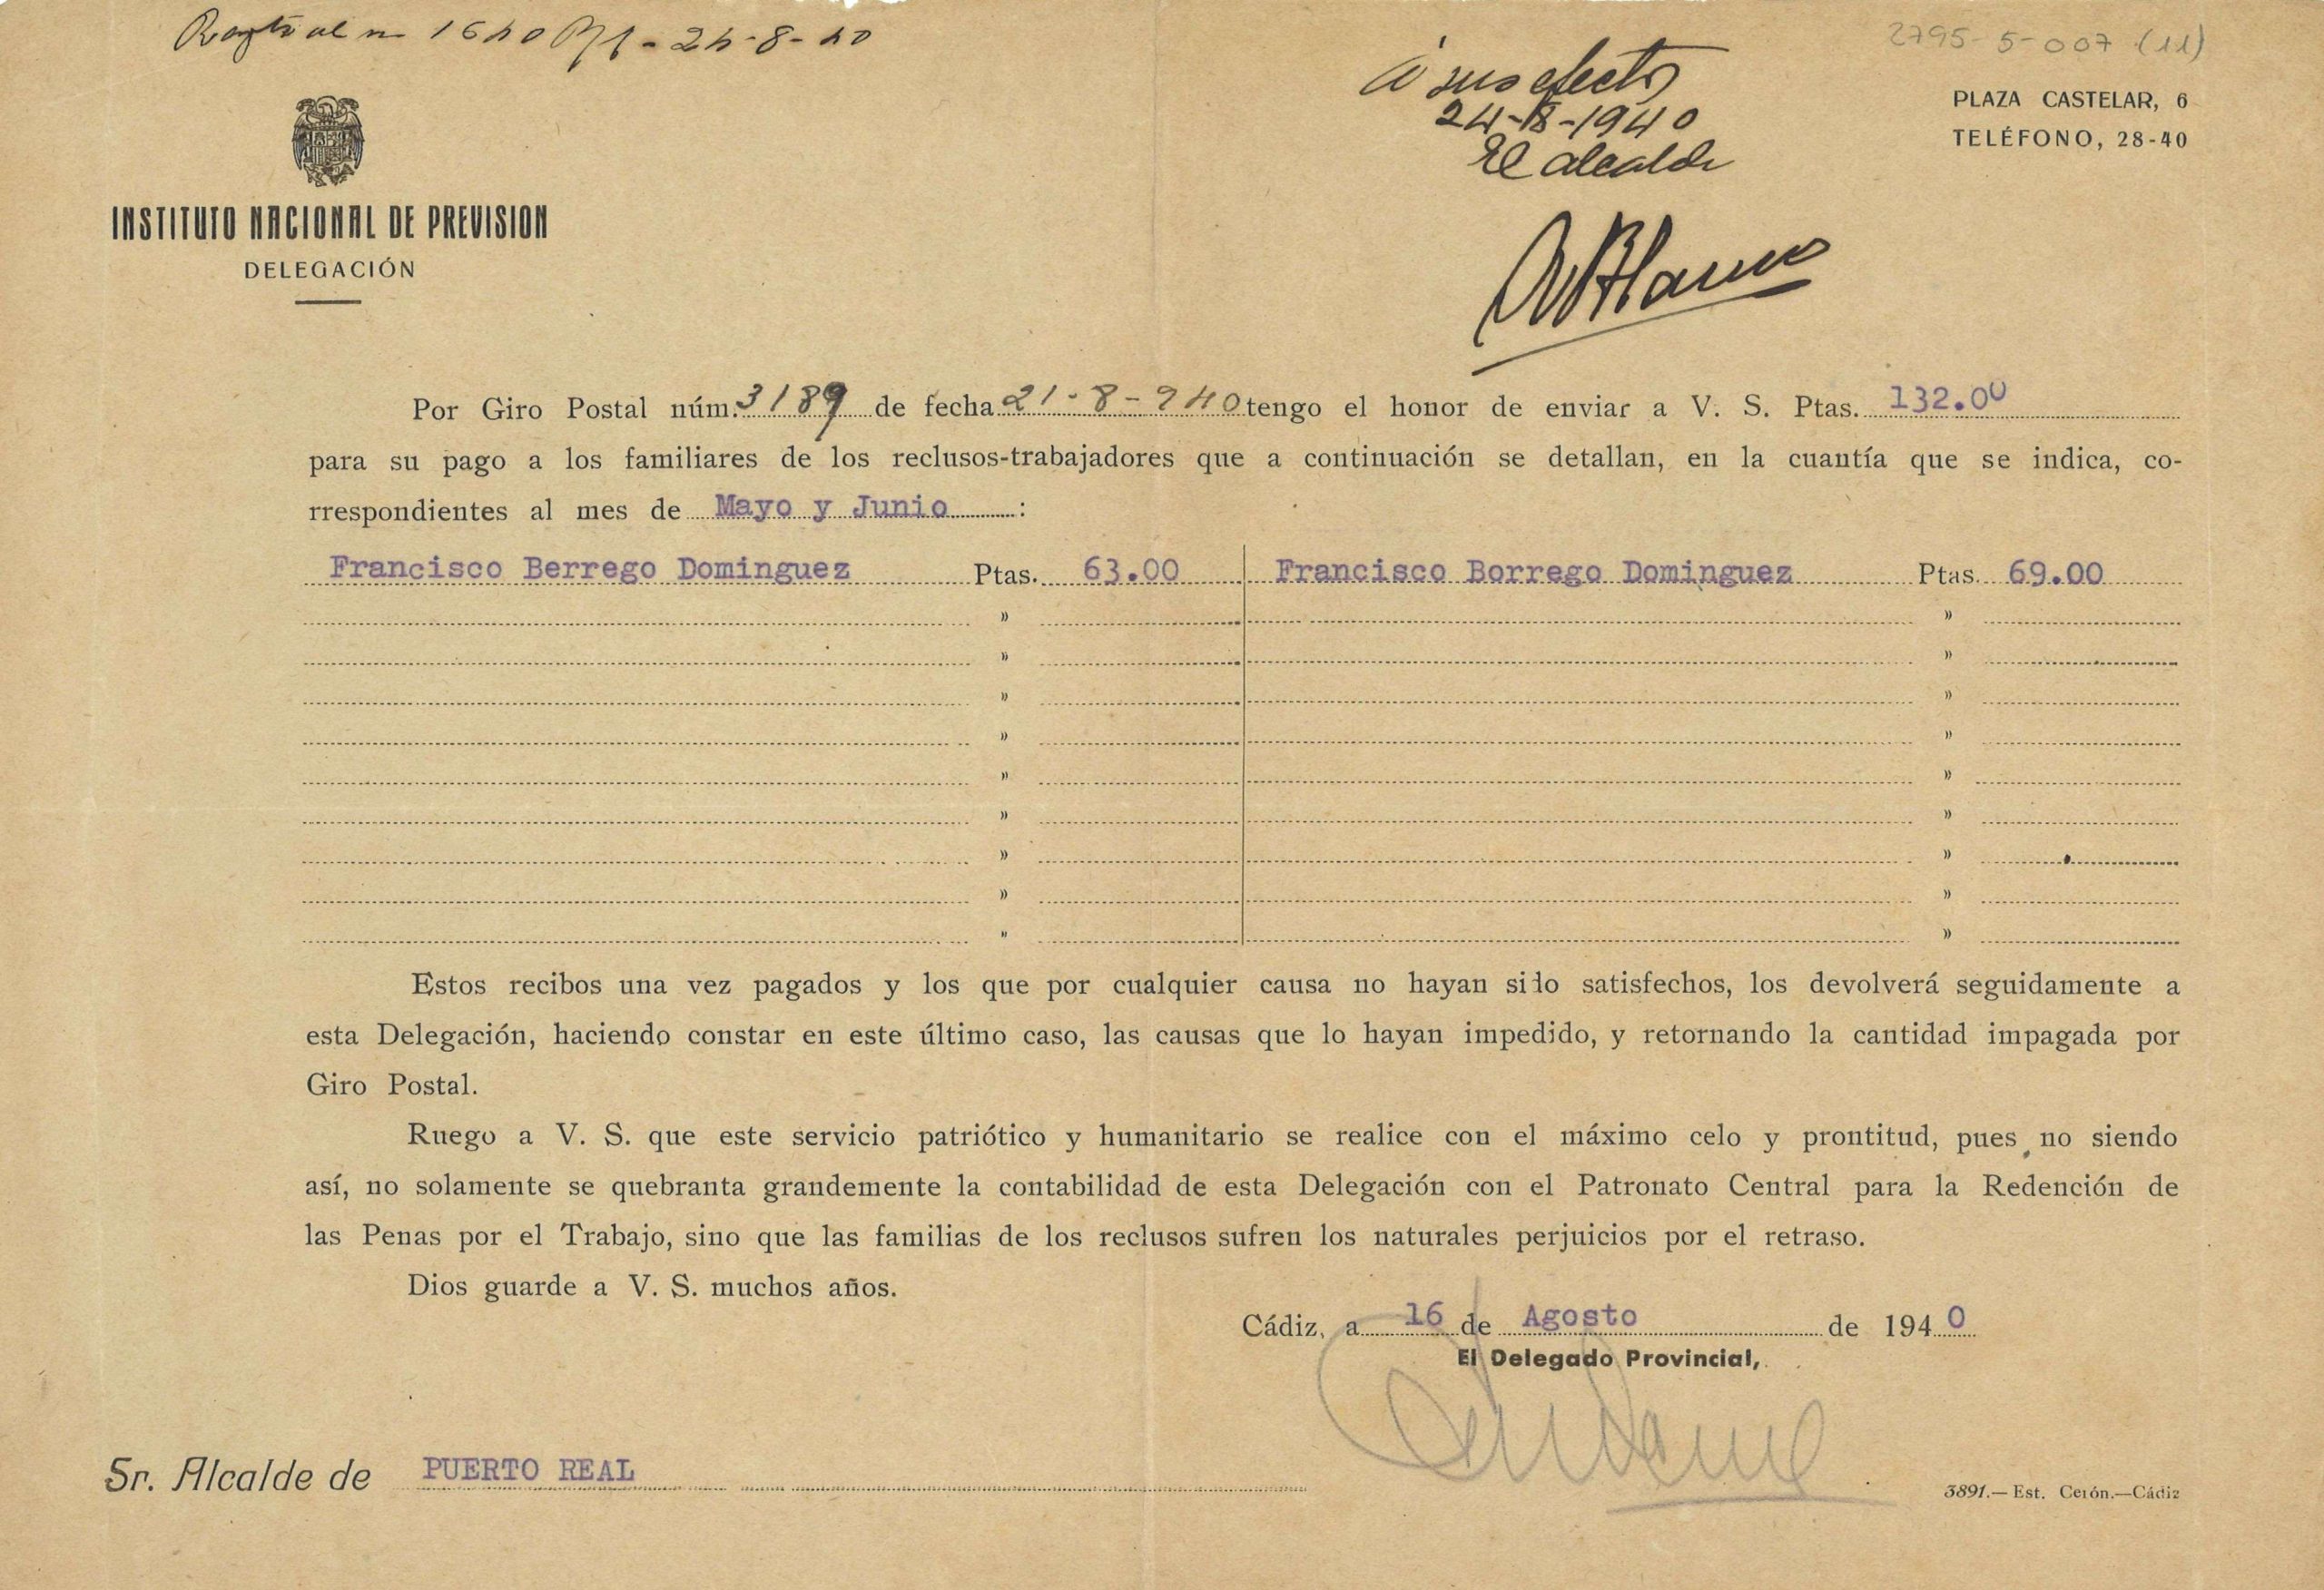 2795-5-007 (11)
á sus efectos
24-8-1940
El alcalde
PLAZA CASTELAR, 6
TELÉFONO, 28-40
INSTITUTO NACIONAL DE PREVISION
DELEGACIÓN
Por Giro Postal núm. 3189 de fecha 21-8-940 tengo el honor de enviar a V. S. Ptas. 132.00
para su pago a los familiares de los reclusos-trabajadores que a continuación se detallan, en la cuantía que se indica, co-
rrespondientes al mes de Mayo y Junio :
Francisco Berrego Dominguez Ptas. 63.00 Francisco Borrego Dominguez Ptas. 69.00
» »
» »
» »
» »
» »
» »
» »
» »
" »
Estos recibos una vez pagados y los que por cualquier causa no hayan sido satisfechos, los devolverá seguidamente a
esta Delegación, haciendo constar en este último caso, las causas que lo hayan impedido, y retornando la cantidad impagada por
Giro Postal.
Ruego a V. S. que este servicio patriótico y humanitario se realice con el máximo celo y prontitud, pues no siendo
así, no solamente se quebranta grandemente la contabilidad de esta Delegación con el Patronato Central para la Redención de
las Penas por el Trabajo, sino que las familias de los reclusos sufren los naturales perjuicios por el retraso.
Dios guarde a V. S. muchos años.
Cádiz, a 16 de Agosto de 1940
El Delegado Provincial,
Sr. Alcalde de PUERTO REAL
3891.—Est. Cerón.—Cádiz